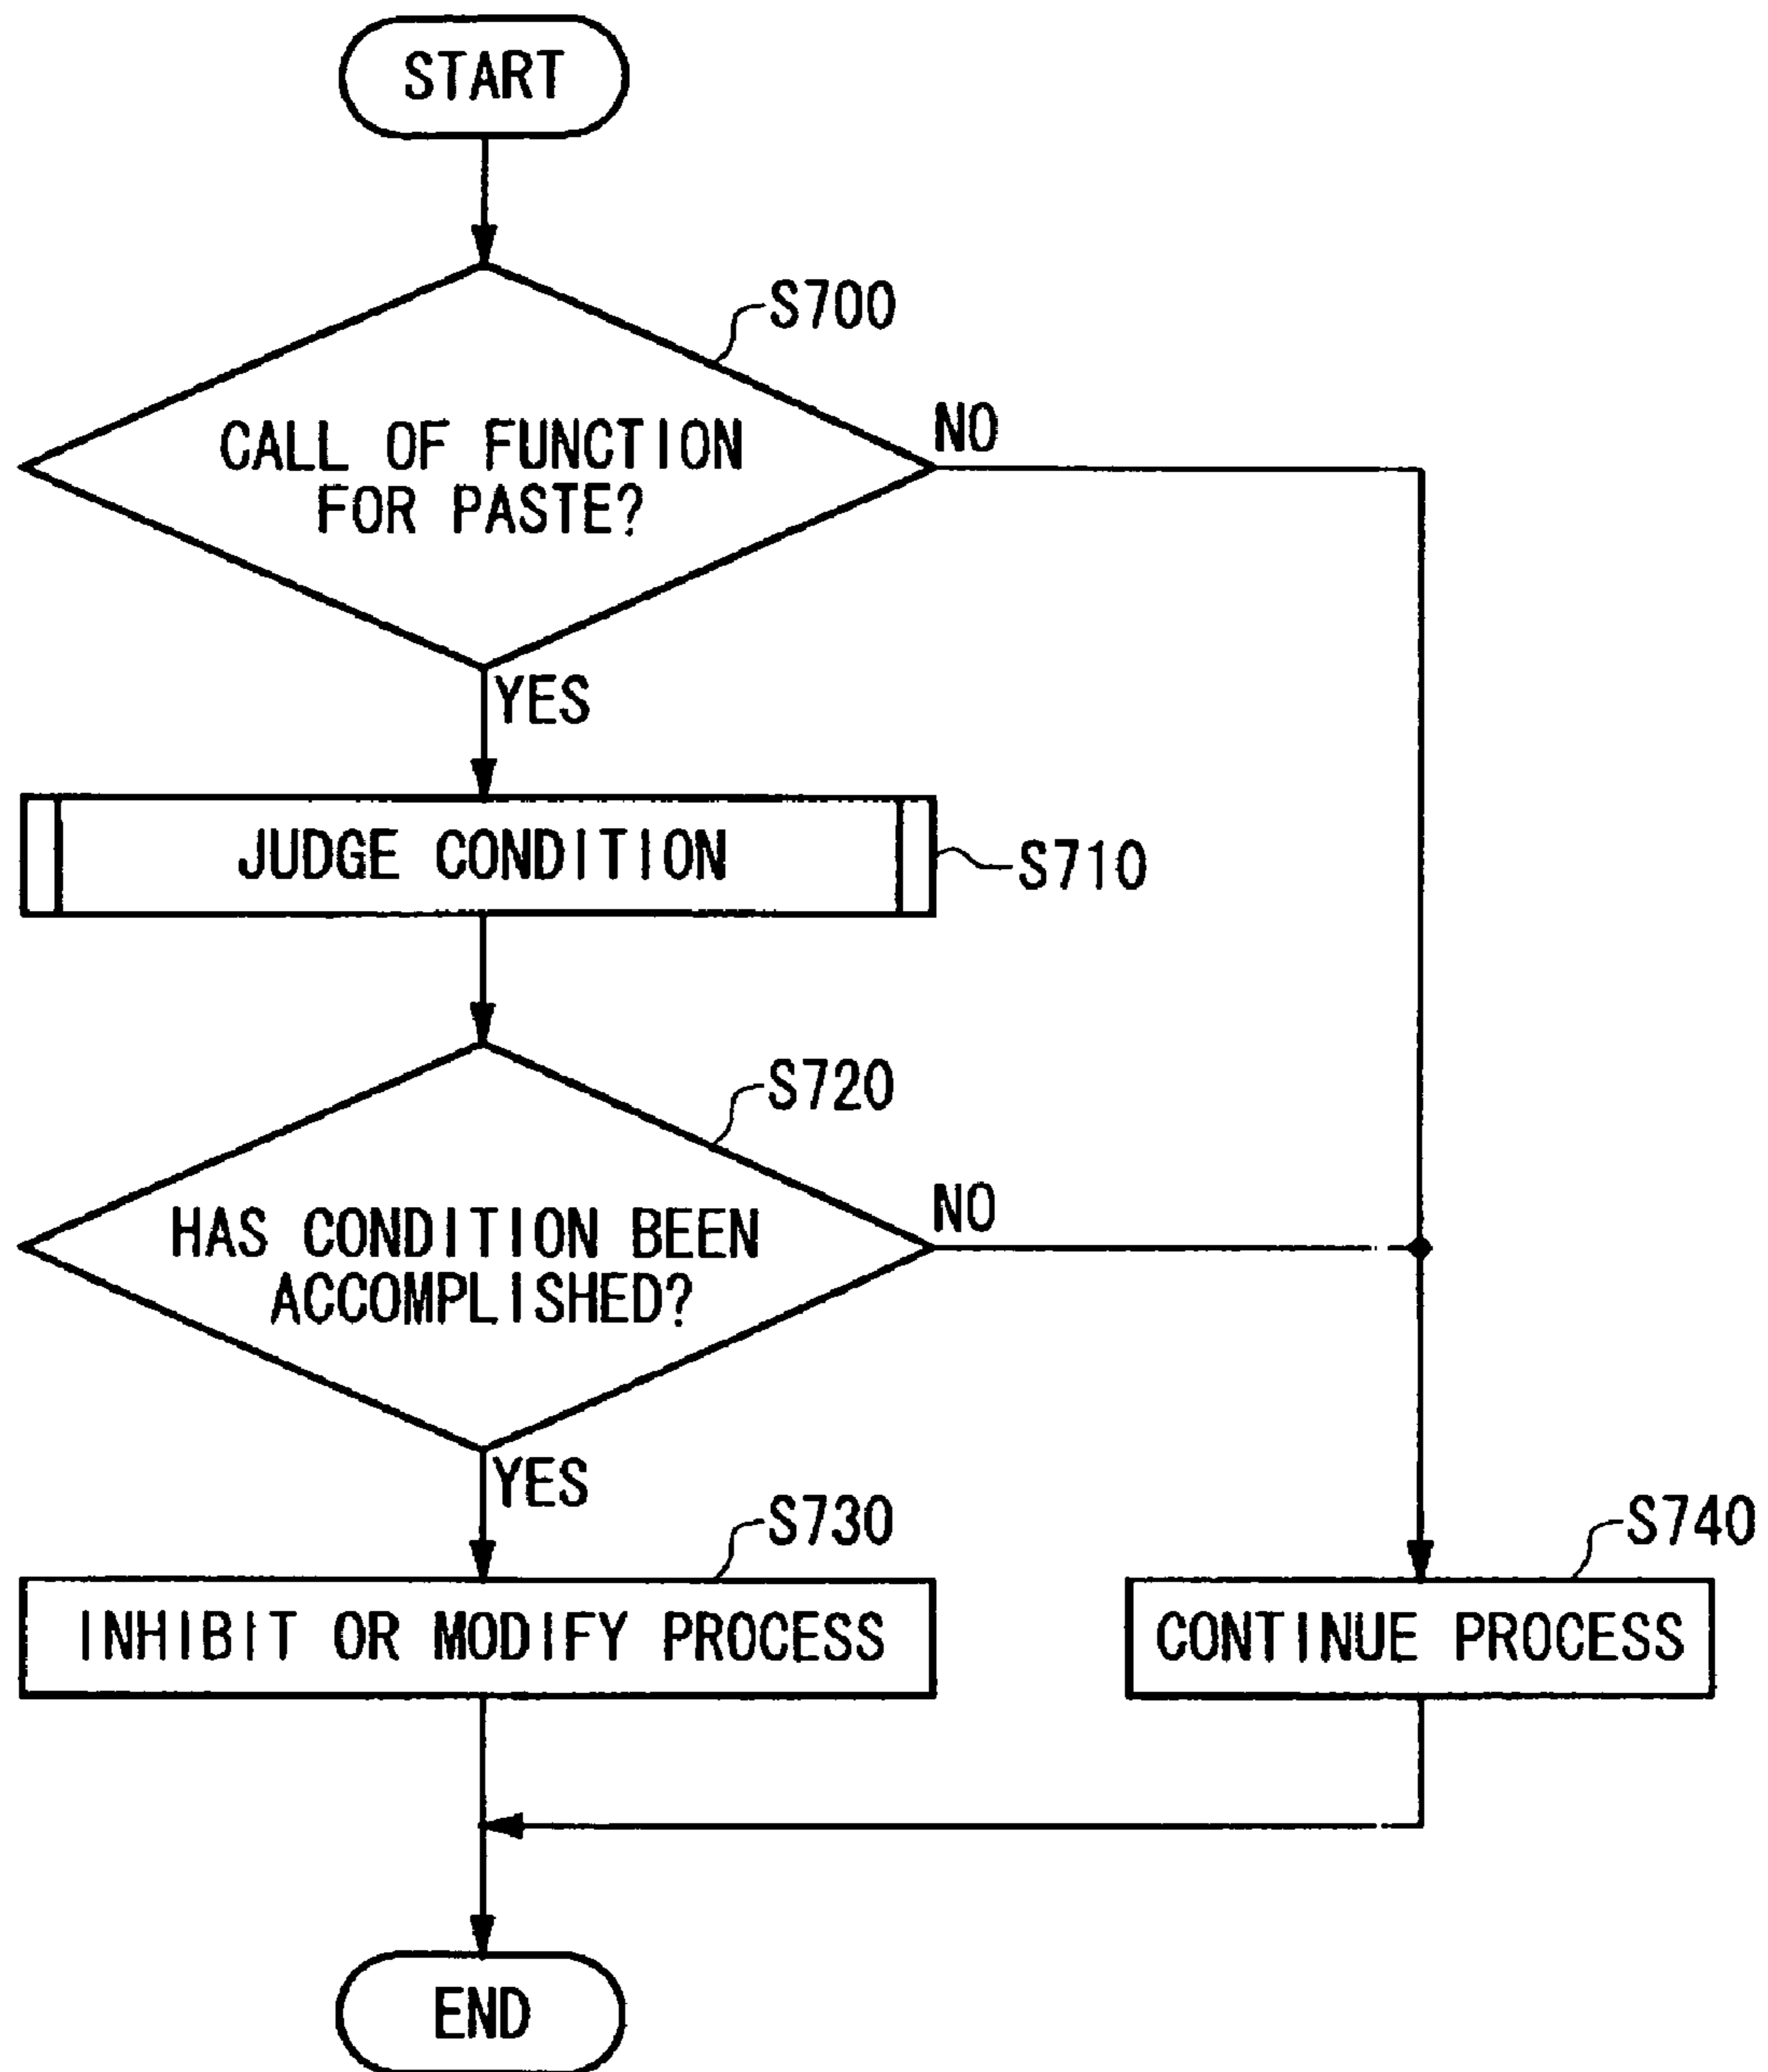 START
S700
CALL OF FUNCTION
FOR PASTE?
NO
YES
JUDGE CONDITION
S710
S720
HAS CONDITION BEEN
ACCOMPLISHED?
NO
YES
S730
INHIBIT OR MODIFY PROCESS
S740
CONTINUE PROCESS
END